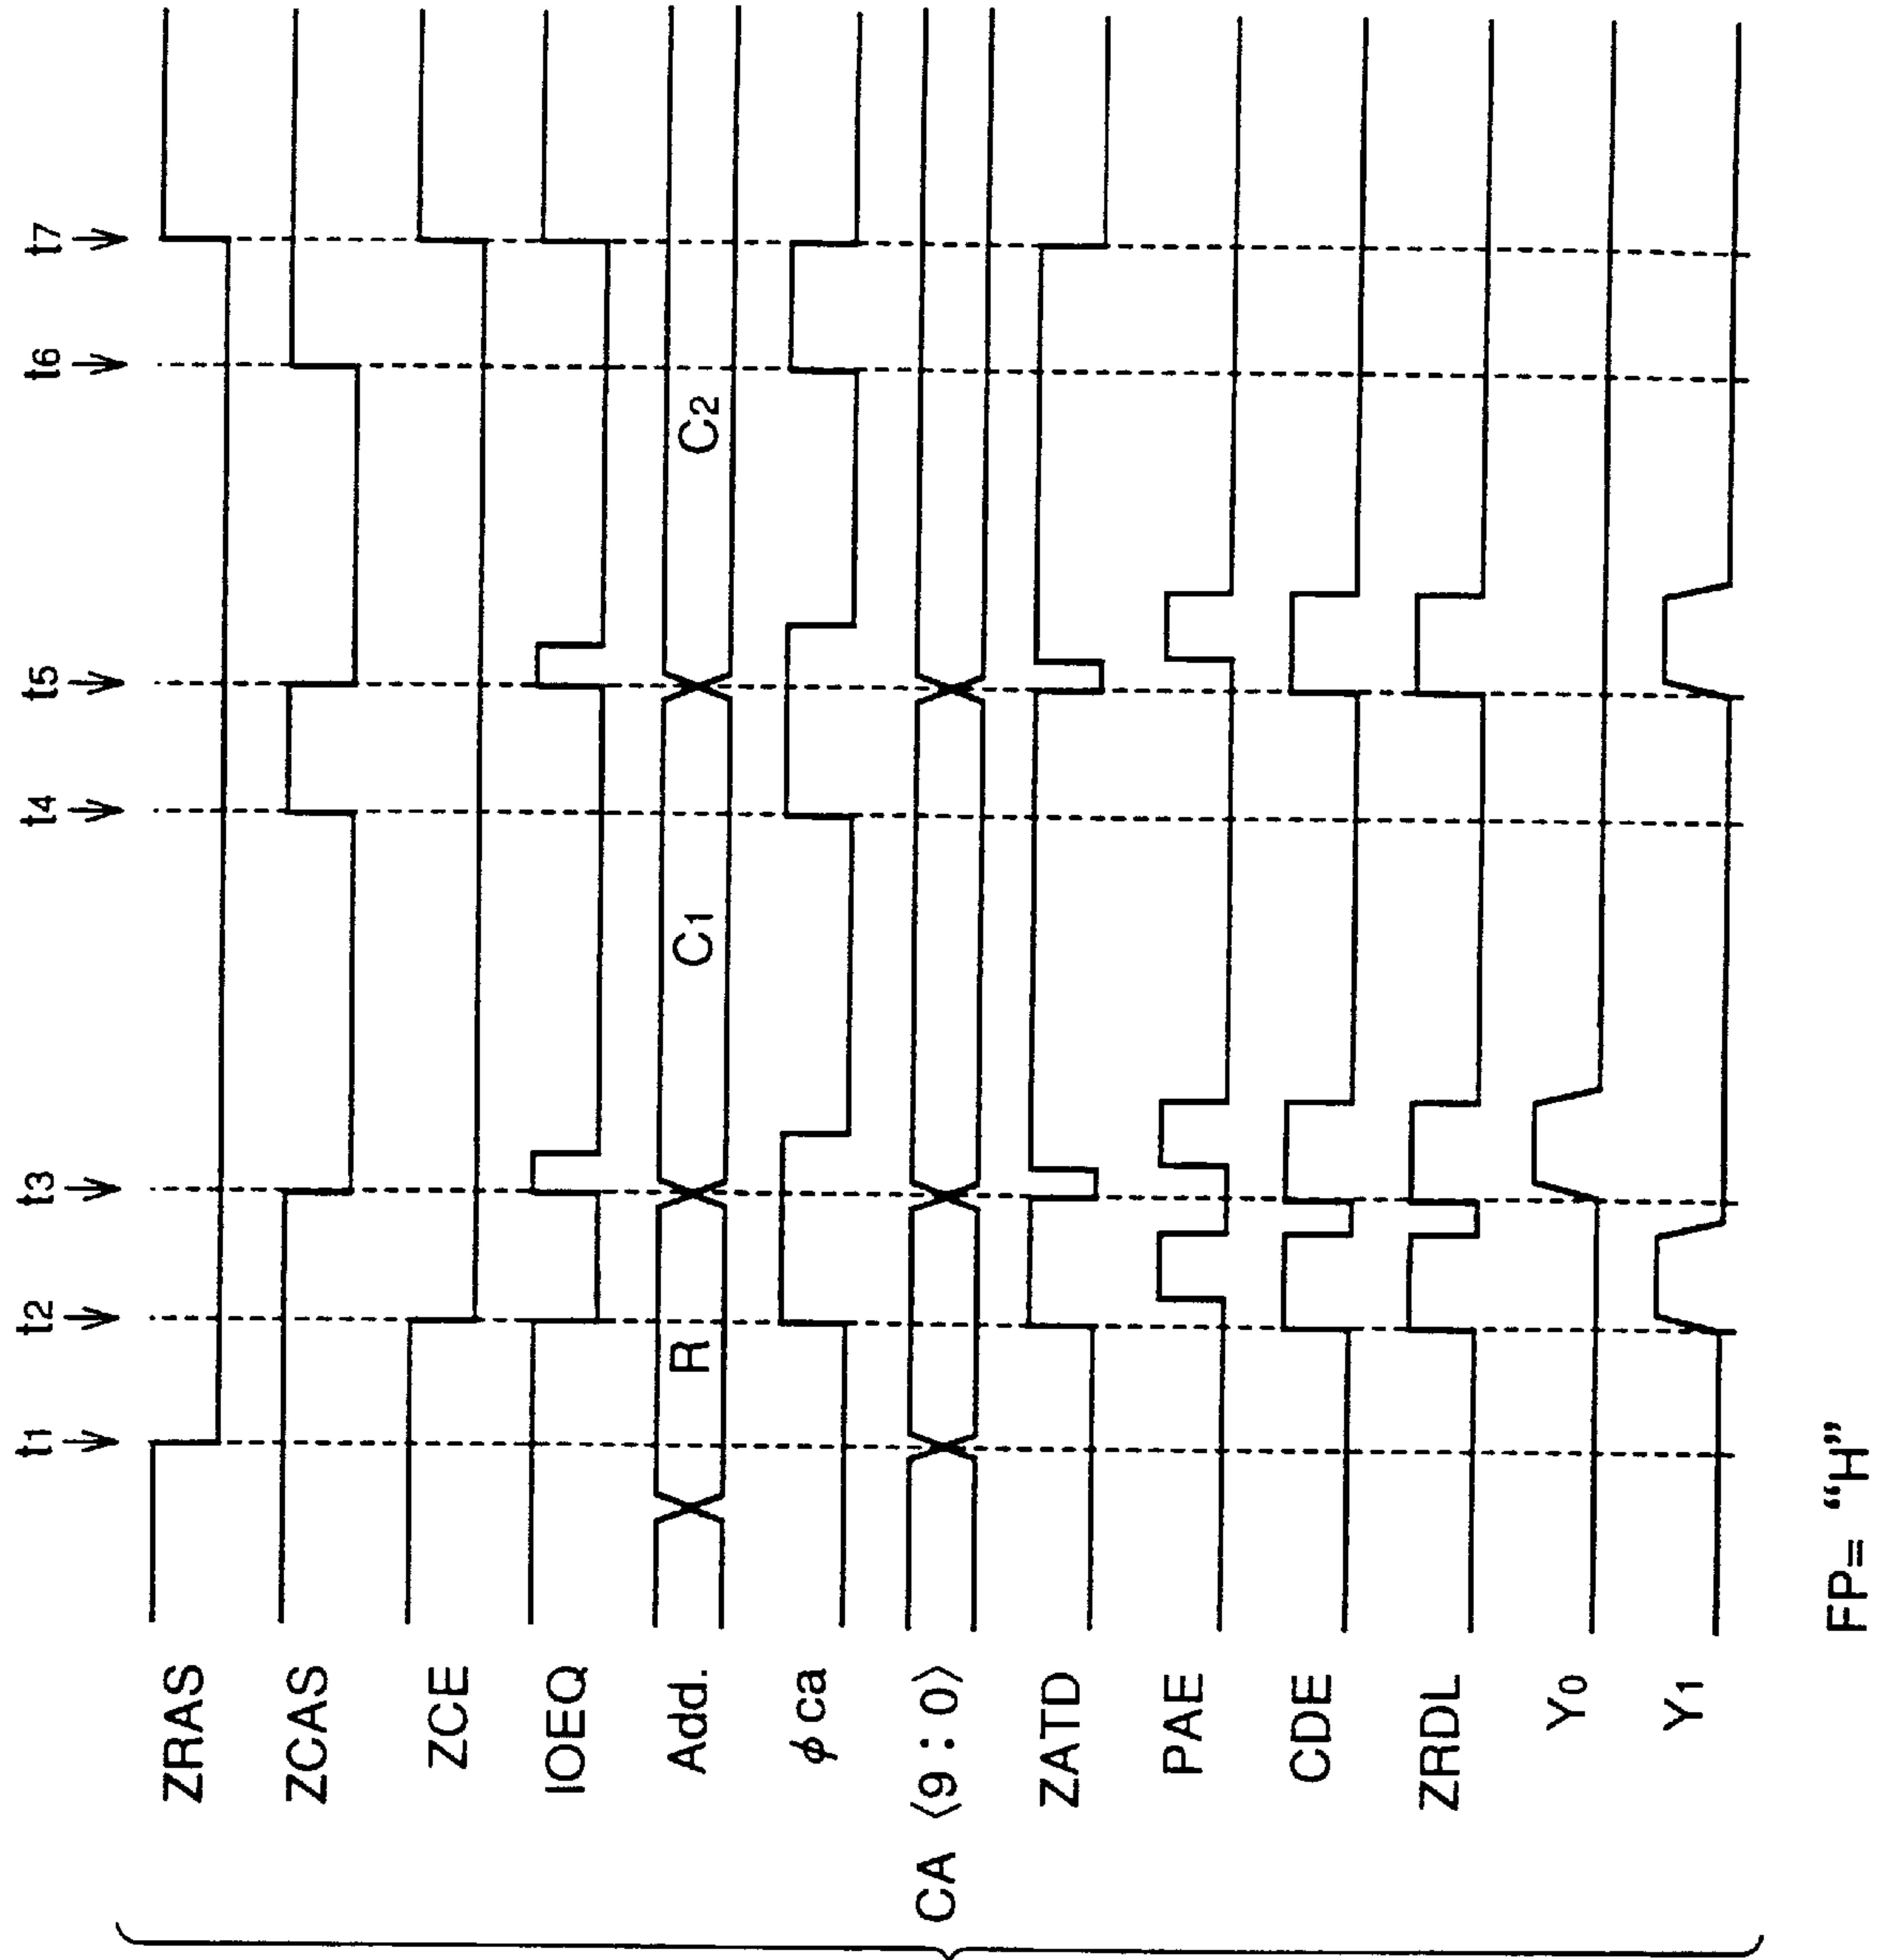 t1 t2 t3 t4 t5 t6 t7
ZRAS
ZCAS
ZCE
IOEQ
Add. R C1 C2
φca
CA ⟨9:0⟩
ZATD
PAE
CDE
ZRDL
Y0
Y1
FP= “H”